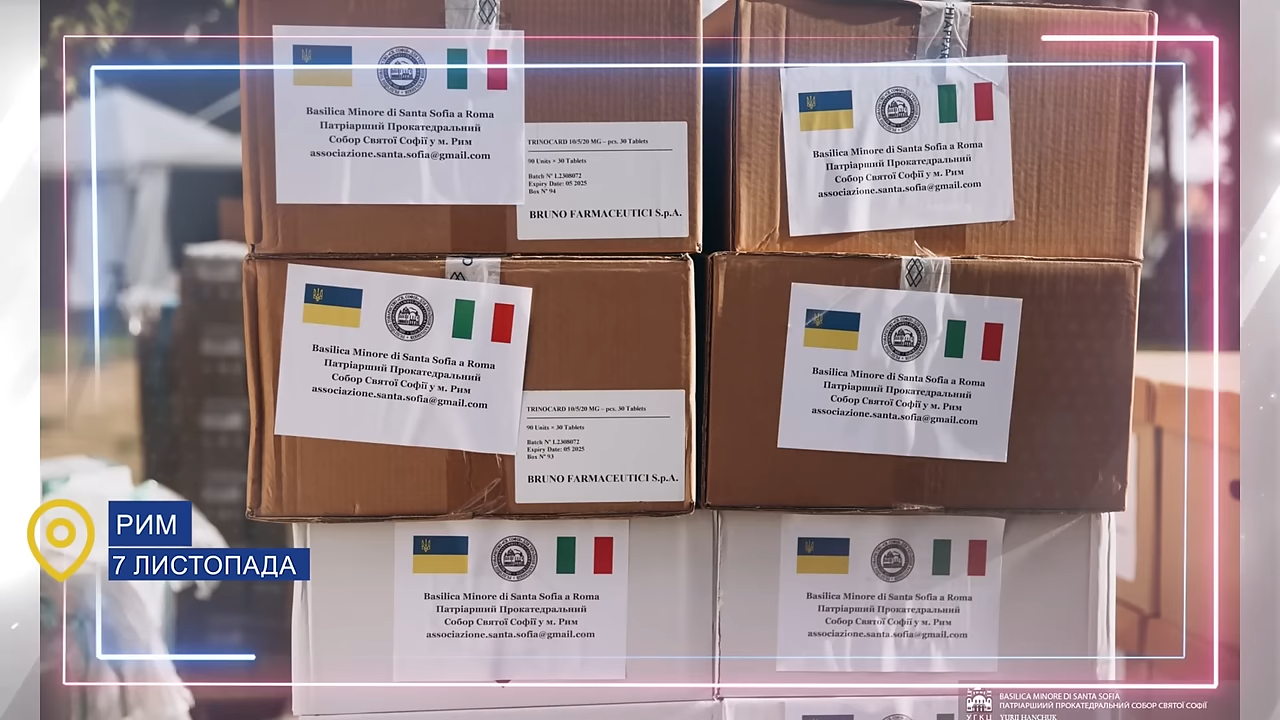 Basilica Minore di Santa Sofia a Roma
Патріарший Прокатедральний
Собор Святої Софії у м. Рим
associazione.santa.sofia@gmail.com
TRINOCARD 10/5/20 MG – pcs. 30 Tablets
90 Units × 30 Tablets
Batch N° L2308072
Expiry Date: 05 2025
Box N° 94
BRUNO FARMACEUTICI S.p.A.
Basilica Minore di Santa Sofia a Roma
Патріарший Прокатедральний
Собор Святої Софії у м. Рим
associazione.santa.sofia@gmail.com
Basilica Minore di Santa Sofia a Roma
Патріарший Прокатедральний
Собор Святої Софії у м. Рим
associazione.santa.sofia@gmail.com
TRINOCARD 10/5/20 MG – pcs. 30 Tablets
90 Units × 30 Tablets
Batch N° L2308072
Expiry Date: 05 2025
Box N° 93
BRUNO FARMACEUTICI S.p.A.
Basilica Minore di Santa Sofia a Roma
Патріарший Прокатедральний
Собор Святої Софії у м. Рим
associazione.santa.sofia@gmail.com
РИМ
7 ЛИСТОПАДА
Basilica Minore di Santa Sofia a Roma
Патріарший Прокатедральний
Собор Святої Софії у м. Рим
associazione.santa.sofia@gmail.com
Basilica Minore di Santa Sofia a Roma
Патріарший Прокатедральний
Собор Святої Софії у м. Рим
associazione.santa.sofia@gmail.com
BASILICA MINORE DI SANTA SOFIA
ПАТРІАРШИЙ ПРОКАТЕДРАЛЬНИЙ СОБОР СВЯТОЇ СОФІЇ
УГКЦ YURII HANCHUK